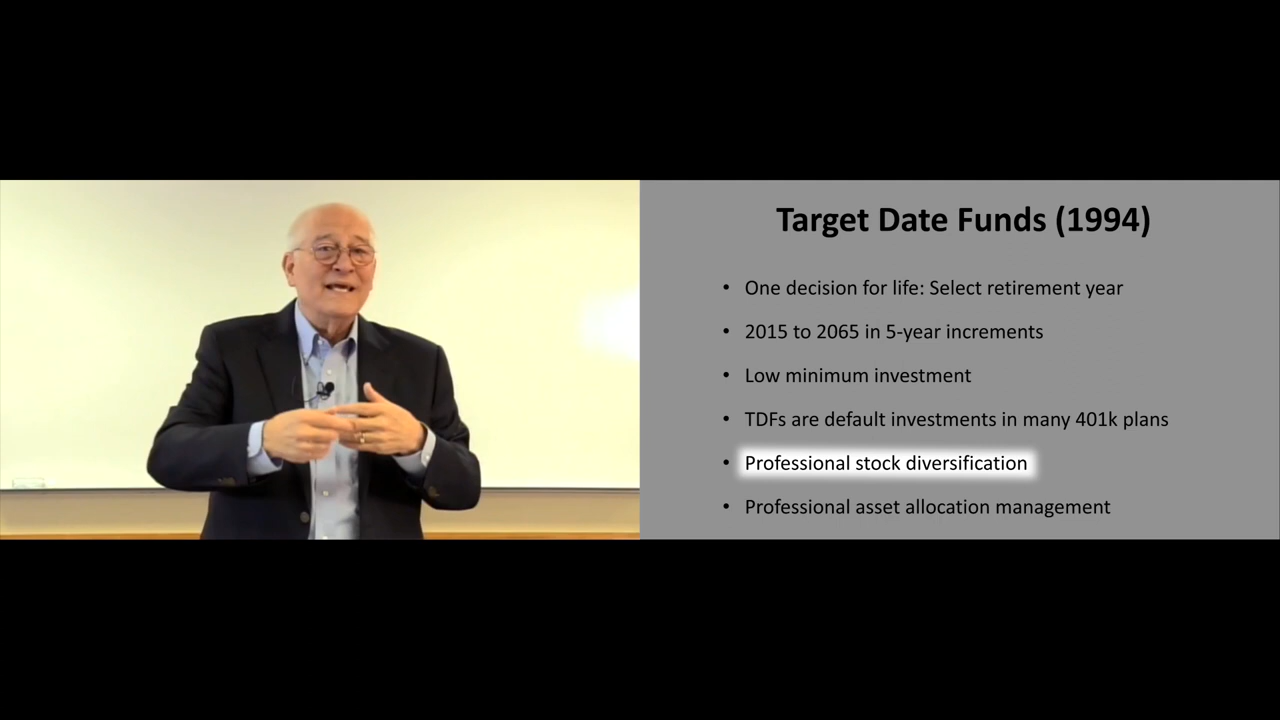 Target Date Funds (1994)
• One decision for life: Select retirement year
• 2015 to 2065 in 5-year increments
• Low minimum investment
• TDFs are default investments in many 401k plans
• Professional stock diversification
• Professional asset allocation management